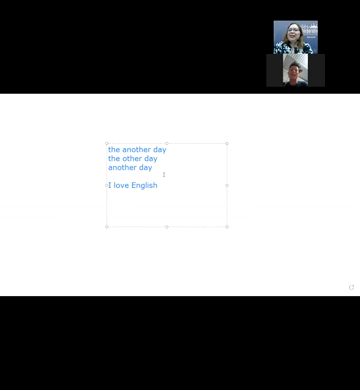 the another day
the other day
another day
I love English